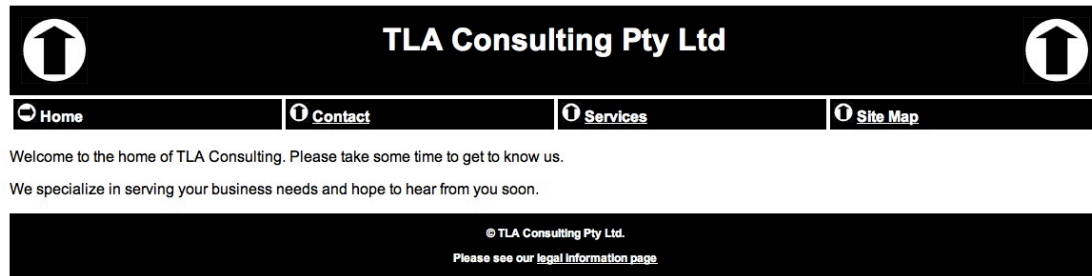 TLA Consulting Pty Ltd
Home Contact Services Site Map
Welcome to the home of TLA Consulting. Please take some time to get to know us.
We specialize in serving your business needs and hope to hear from you soon.
© TLA Consulting Pty Ltd.
Please see our legal information page